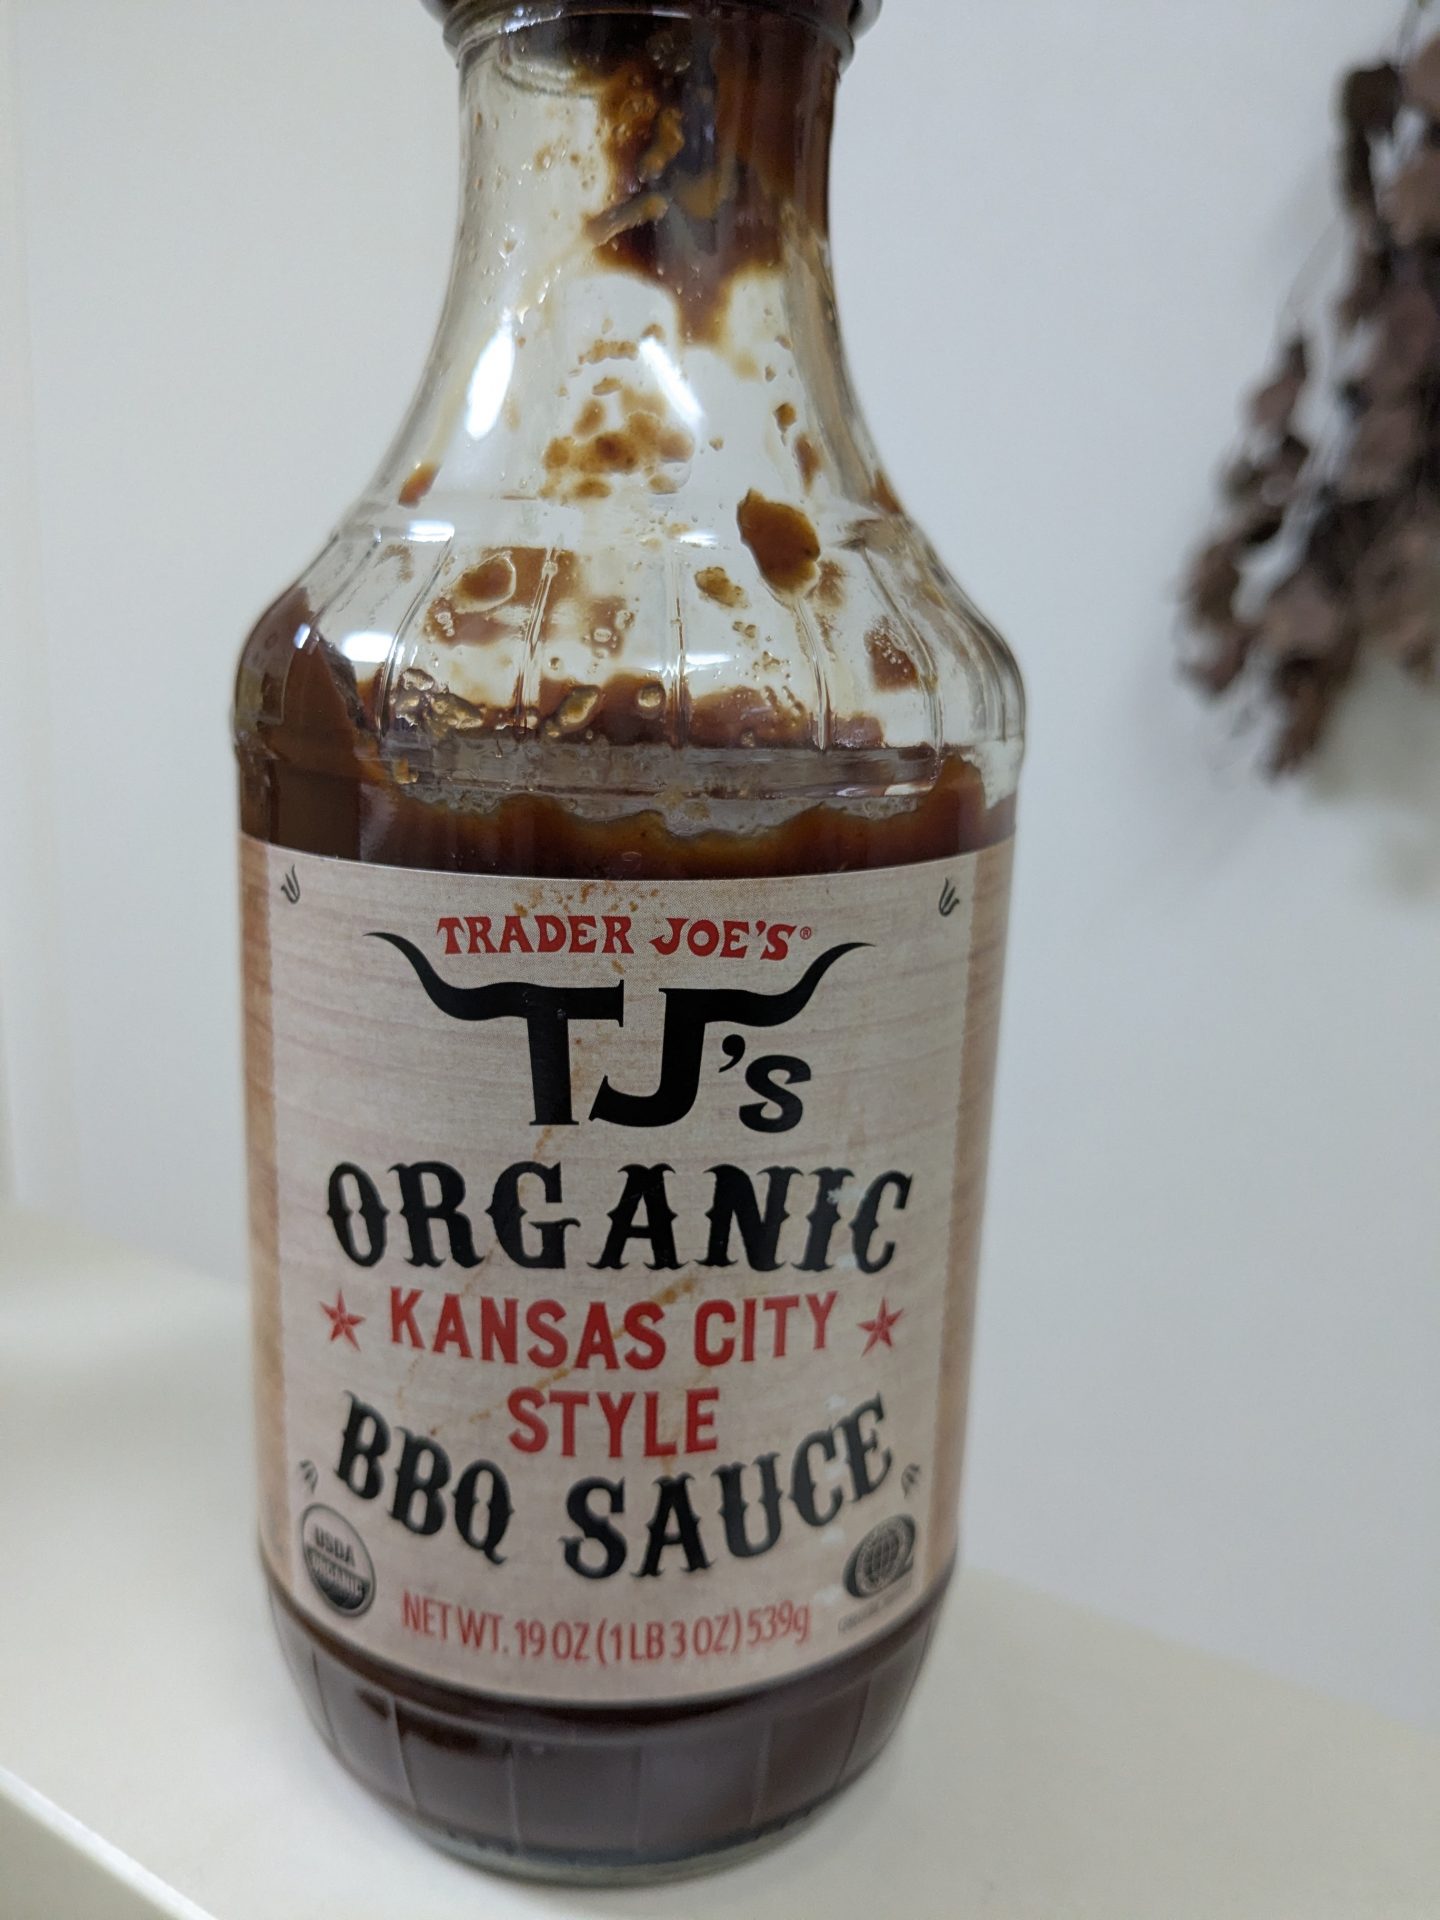 TRADER JOE'S®
TJ's
ORGANIC
KANSAS CITY
STYLE
BBQ SAUCE
USDA
ORGANIC
NET WT. 19 OZ (1 LB 3 OZ) 539g